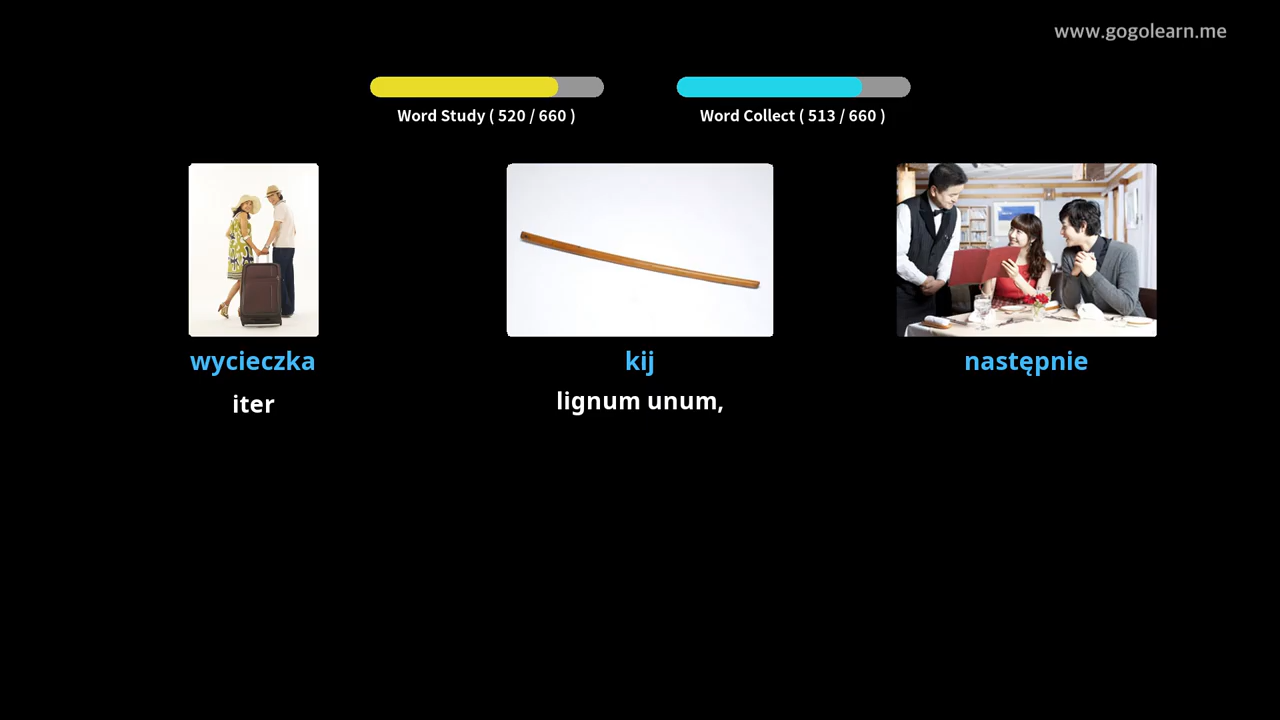 www.gogolearn.me
Word Study ( 520 / 660 )
Word Collect ( 513 / 660 )
wycieczka
kij
następnie
iter
lignum unum,